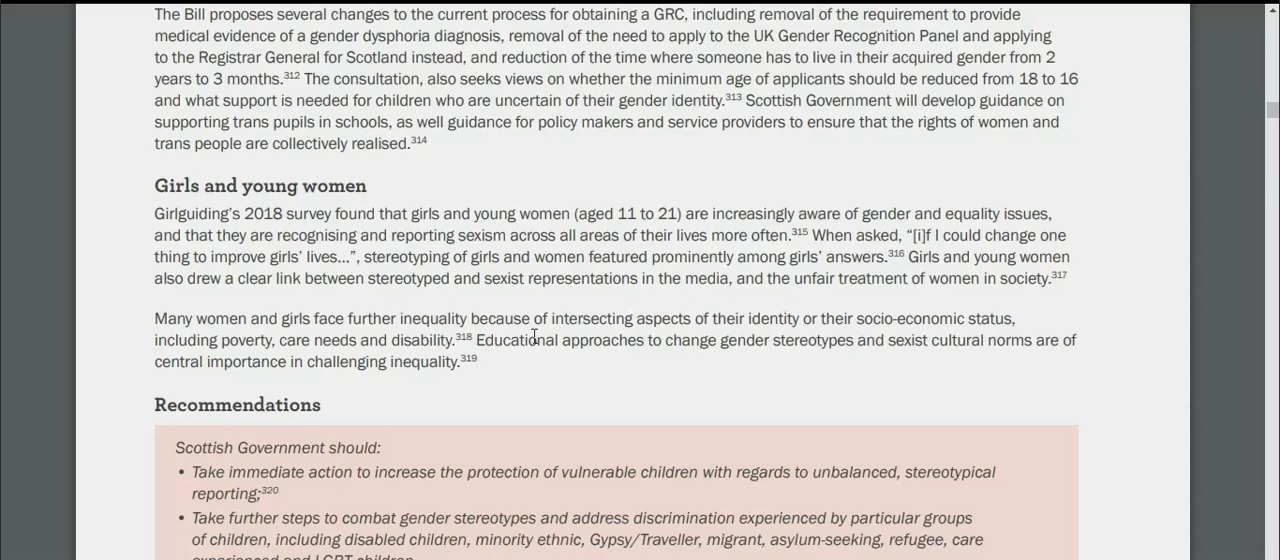 The Bill proposes several changes to the current process for obtaining a GRC, including removal of the requirement to provide
medical evidence of a gender dysphoria diagnosis, removal of the need to apply to the UK Gender Recognition Panel and applying
to the Registrar General for Scotland instead, and reduction of the time where someone has to live in their acquired gender from 2
years to 3 months.312 The consultation, also seeks views on whether the minimum age of applicants should be reduced from 18 to 16
and what support is needed for children who are uncertain of their gender identity.313 Scottish Government will develop guidance on
supporting trans pupils in schools, as well guidance for policy makers and service providers to ensure that the rights of women and
trans people are collectively realised.314
Girls and young women
Girlguiding's 2018 survey found that girls and young women (aged 11 to 21) are increasingly aware of gender and equality issues,
and that they are recognising and reporting sexism across all areas of their lives more often.315 When asked, “[i]f I could change one
thing to improve girls' lives...”, stereotyping of girls and women featured prominently among girls' answers.316 Girls and young women
also drew a clear link between stereotyped and sexist representations in the media, and the unfair treatment of women in society.317
Many women and girls face further inequality because of intersecting aspects of their identity or their socio-economic status,
including poverty, care needs and disability.318 Educational approaches to change gender stereotypes and sexist cultural norms are of
central importance in challenging inequality.319
Recommendations
Scottish Government should:
• Take immediate action to increase the protection of vulnerable children with regards to unbalanced, stereotypical
reporting;320
• Take further steps to combat gender stereotypes and address discrimination experienced by particular groups
of children, including disabled children, minority ethnic, Gypsy/Traveller, migrant, asylum-seeking, refugee, care
experienced and LGBT children